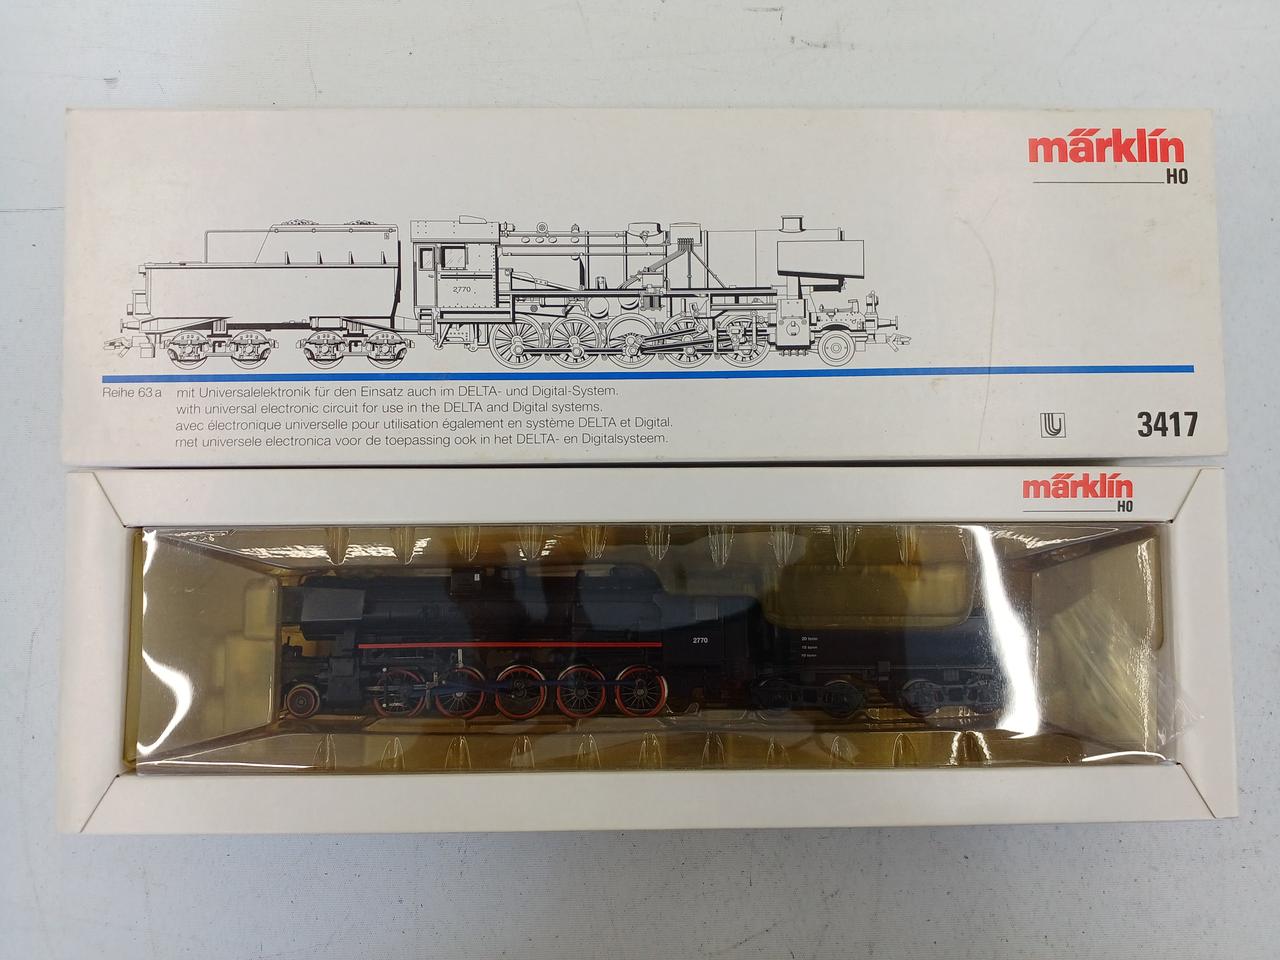 märklin
HO
2770
Reihe 63 a mit Universalelektronik für den Einsatz auch im DELTA- und Digital-System.
with universal electronic circuit for use in the DELTA and Digital systems.
avec électronique universelle pour utilisation également en système DELTA et Digital.
met universele electronica voor de toepassing ook in het DELTA- en Digitalsysteem.
3417
märklin
HO
2770